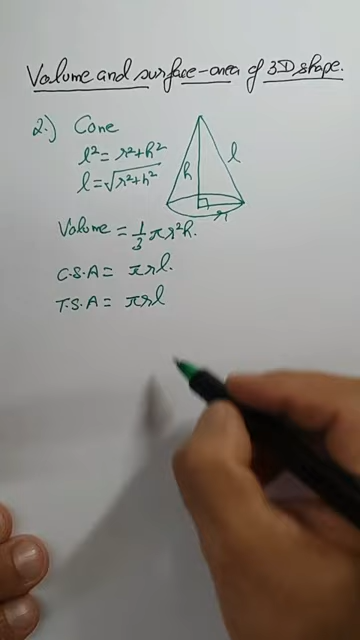 Volume and surface-area of 3D shape.
2.) Cone
l² = r² + h²
l = √r² + h²
h
l
r
Volume = 1/3 πr²h.
C.S.A = πrl.
T.S.A = πrl